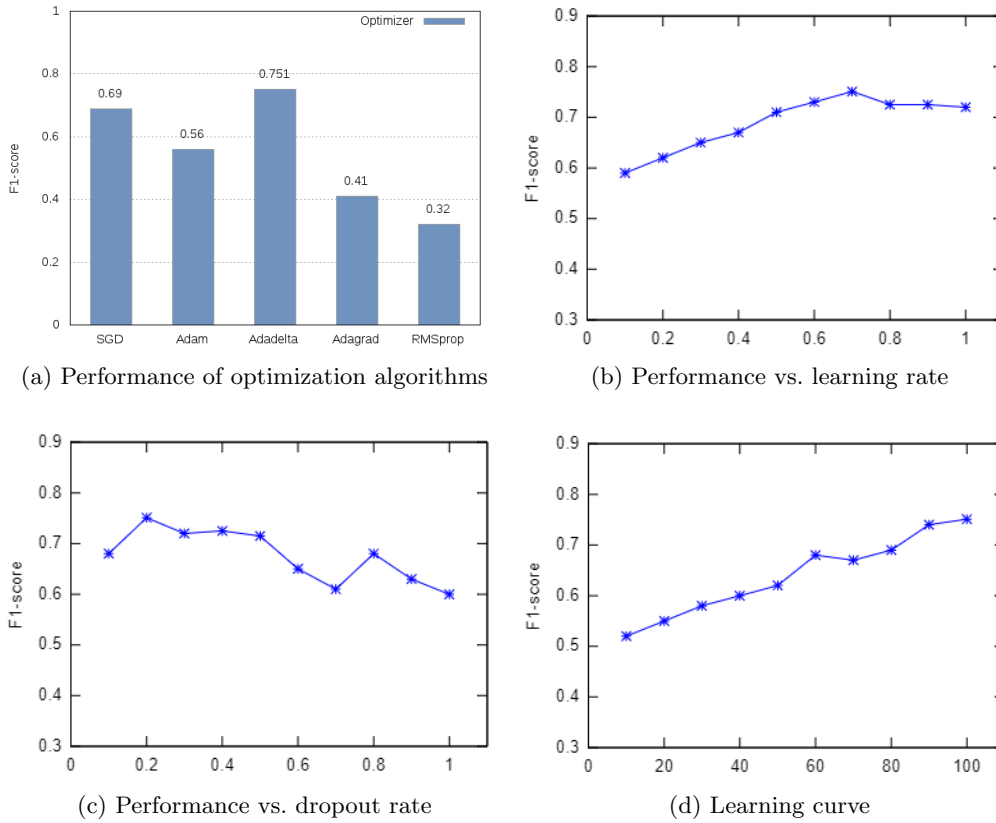 1
0.8
0.6
0.4
0.2
0
F1-score
Optimizer
0.69
0.56
0.751
0.41
0.32
SGD Adam Adadelta Adagrad RMSprop
(a) Performance of optimization algorithms
0.9
0.8
0.7
0.6
0.5
0.4
0.3
F1-score
0 0.2 0.4 0.6 0.8 1
(b) Performance vs. learning rate
0.9
0.8
0.7
0.6
0.5
0.4
0.3
F1-score
0 0.2 0.4 0.6 0.8 1
(c) Performance vs. dropout rate
0.9
0.8
0.7
0.6
0.5
0.4
0.3
F1-score
0 20 40 60 80 100
(d) Learning curve